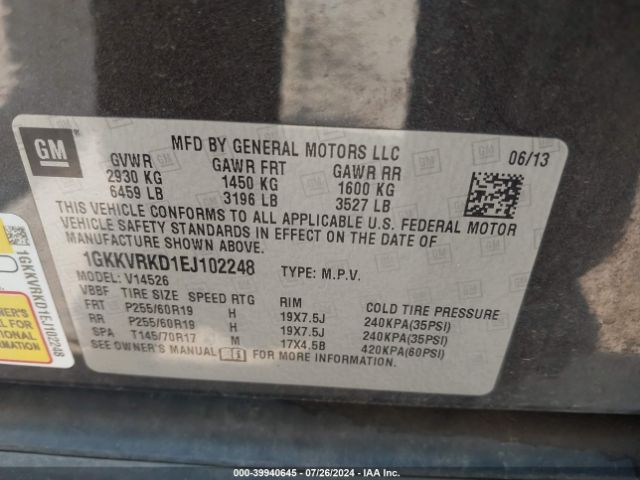 GM
MFD BY GENERAL MOTORS LLC
06/13
GVWR GAWR FRT GAWR RR
2930 KG 1450 KG 1600 KG
6459 LB 3196 LB 3527 LB
THIS VEHICLE CONFORMS TO ALL APPLICABLE U.S. FEDERAL MOTOR
VEHICLE SAFETY STANDARDS IN EFFECT ON THE DATE OF
MANUFACTURE SHOWN ABOVE.
1GKKVRKD1EJ102248 TYPE: M.P.V.
MODEL: V14526
VBBF TIRE SIZE SPEED RTG RIM COLD TIRE PRESSURE
FRT P255/60R19 H 19X7.5J 240KPA(35PSI)
RR P255/60R19 H 19X7.5J 240KPA(35PSI)
SPA T145/70R17 M 17X4.5B 420KPA(60PSI)
SEE OWNER'S MANUAL FOR MORE INFORMATION.
1GKKVRKD1EJ102248
ER'S
FOR
IONAL
MATION
000-39940645 - 07/26/2024 - IAA Inc.